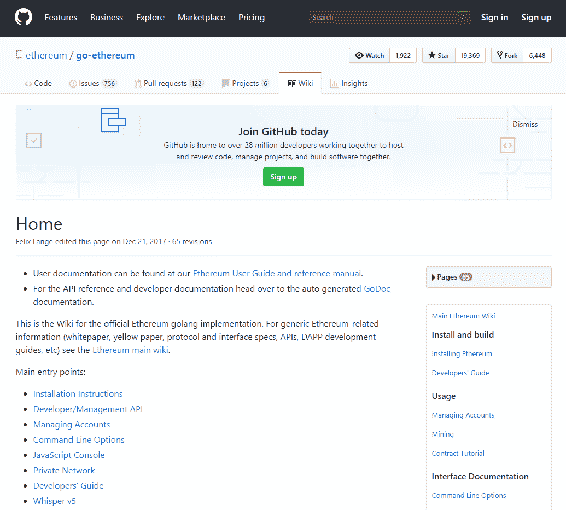 Features Business Explore Marketplace Pricing Search Sign in Sign up
ethereum / go-ethereum Watch 1,922 Star 19,369 Fork 6,448
Code Issues 756 Pull requests 122 Projects 6 Wiki Insights
Dismiss
Join GitHub today
GitHub is home to over 28 million developers working together to host
and review code, manage projects, and build software together.
Sign up
Home
Felix Lange edited this page on Dec 21, 2017 · 65 revisions
User documentation can be found at our Ethereum User Guide and reference manual.
For the API reference and developer documentation head over to the auto generated GoDoc
documentation.
This is the Wiki for the official Ethereum golang implementation. For generic Ethereum-related
information (whitepaper, yellow paper, protocol and interface specs, APIs, DAPP development
guides, etc) see the Ethereum main wiki.
Main entry points:
Installation Instructions
Developer/Management API
Managing Accounts
Command Line Options
JavaScript Console
Private Network
Developers' Guide
Whisper v5
Pages
Main Ethereum Wiki
Install and build
Installing Ethereum
Developers' Guide
Usage
Managing Accounts
Mining
Contract Tutorial
Interface Documentation
Command Line Options